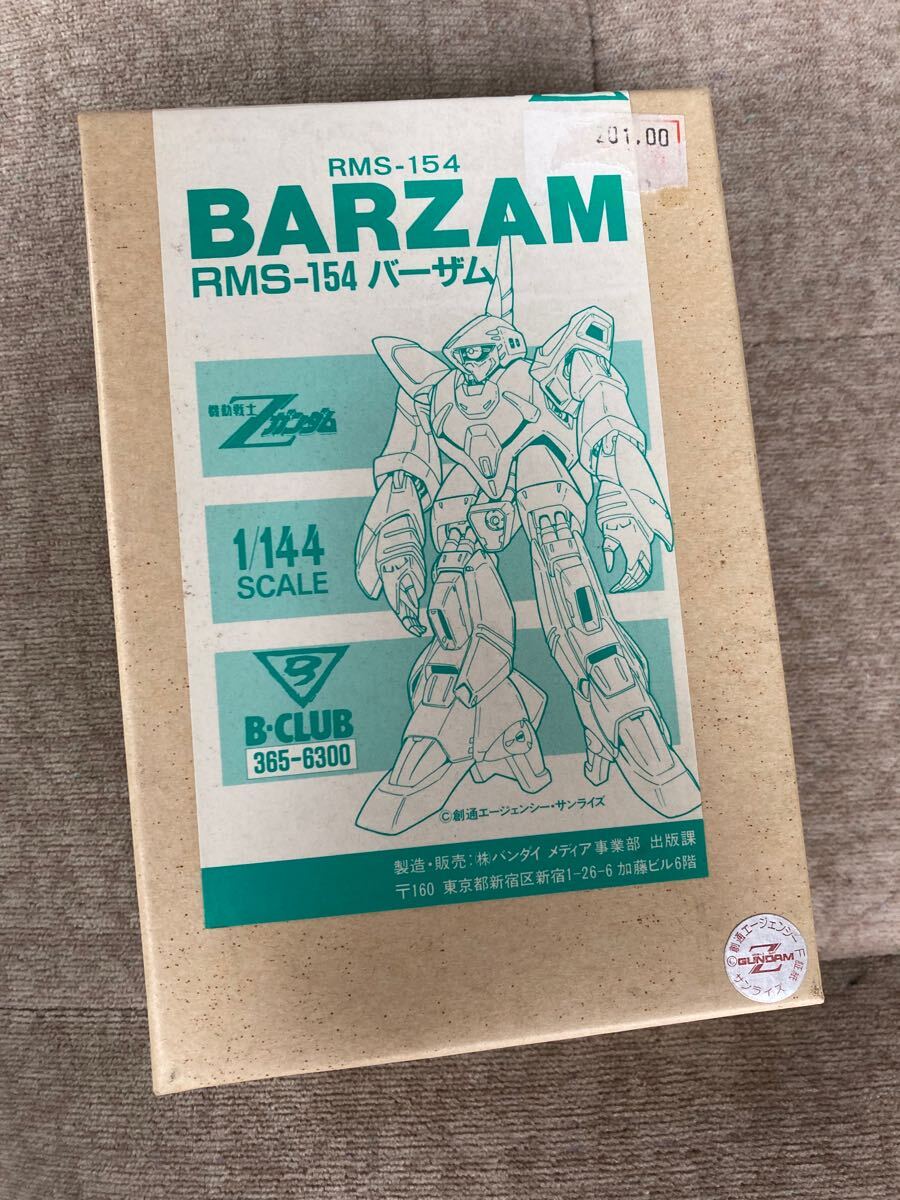 RMS-154
BARZAM
RMS-154 バーザム
機動戦士
Zガンダム
1/144
SCALE
B-CLUB
365-6300
©創通エージェンシー・サンライズ
製造・販売:㈱バンダイ メディア事業部 出版課
〒160 東京都新宿区新宿1-26-6 加藤ビル6階
01.00
創通エージェンシー
©GUNDAM
Z
サンライズ
証紙